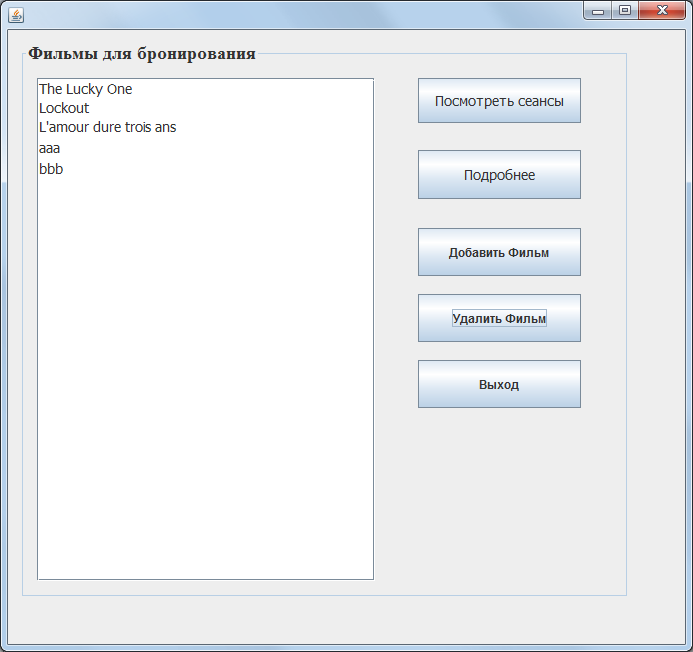 Фильмы для бронирования
The Lucky One
Lockout
L'amour dure trois ans
aaa
bbb
Посмотреть сеансы
Подробнее
Добавить Фильм
Удалить Фильм
Выход